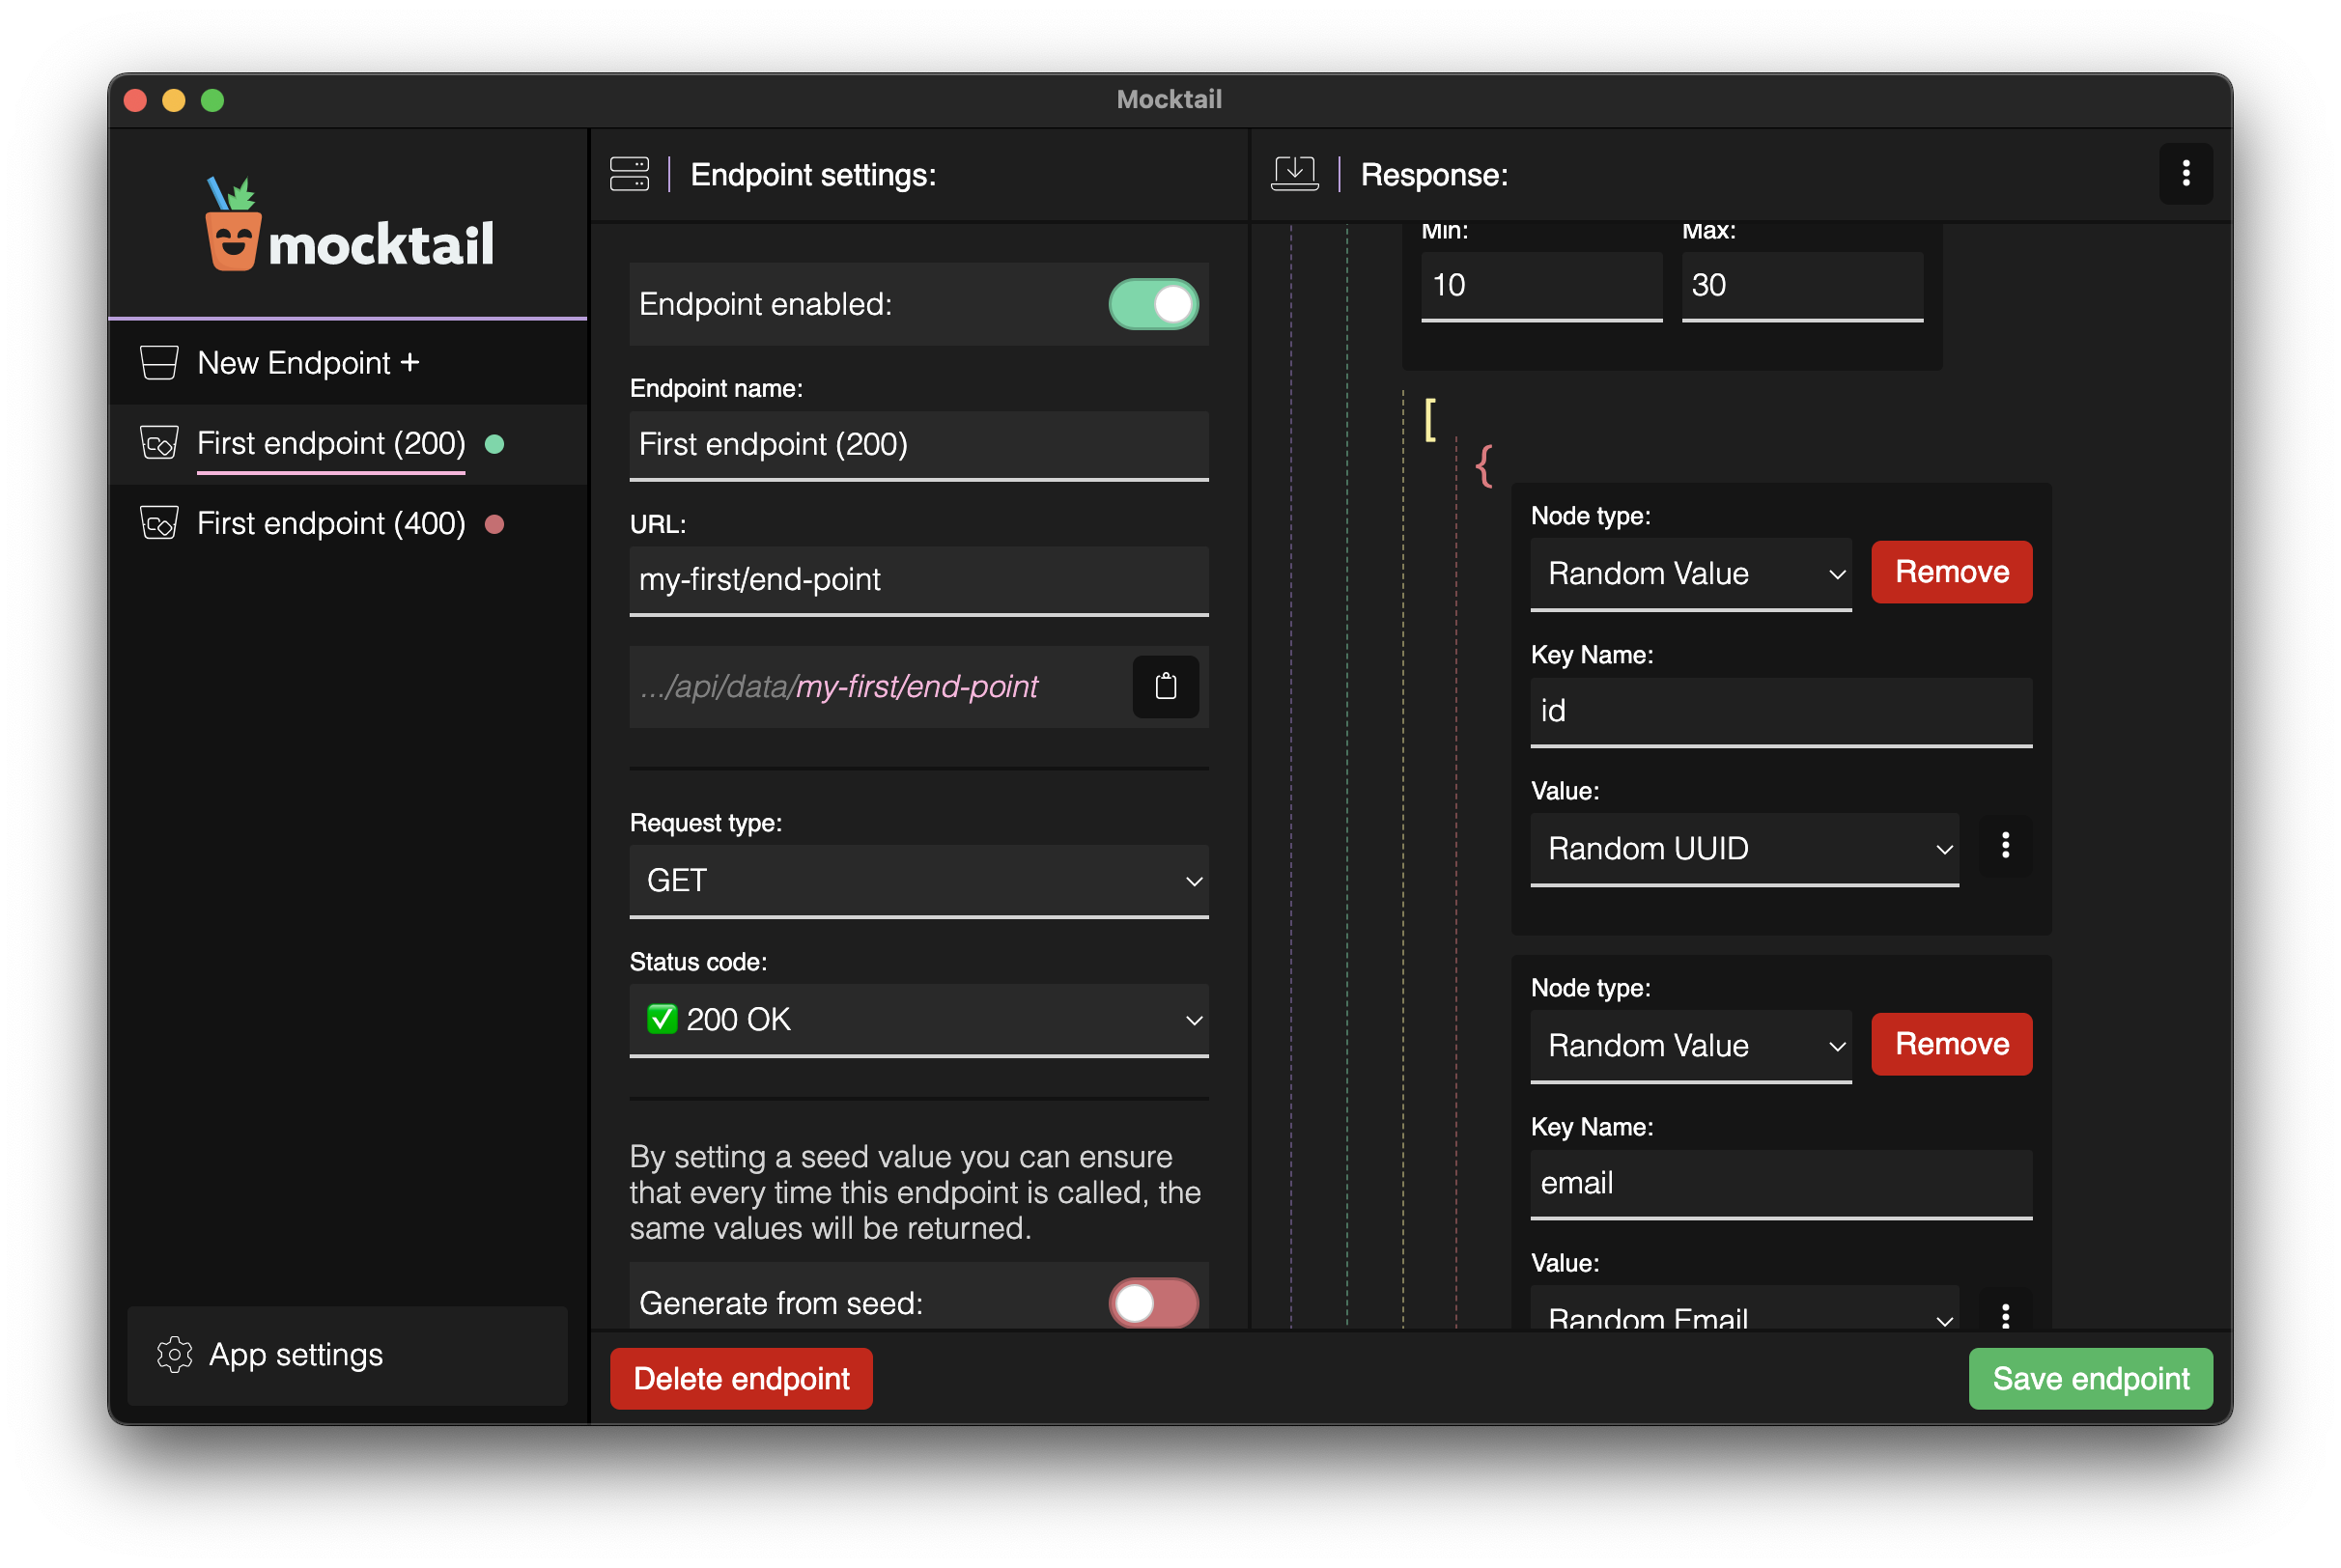 Mocktail
mocktail
New Endpoint +
First endpoint (200)
First endpoint (400)
App settings
Endpoint settings:
Endpoint enabled:
Endpoint name:
First endpoint (200)
URL:
my-first/end-point
.../api/data/my-first/end-point
Request type:
GET
Status code:
✅ 200 OK
By setting a seed value you can ensure
that every time this endpoint is called, the
same values will be returned.
Generate from seed:
Delete endpoint
Response:
Min: Max:
10 30
[
{
Node type:
Random Value Remove
Key Name:
id
Value:
Random UUID
Node type:
Random Value Remove
Key Name:
email
Value:
Random Email
Save endpoint